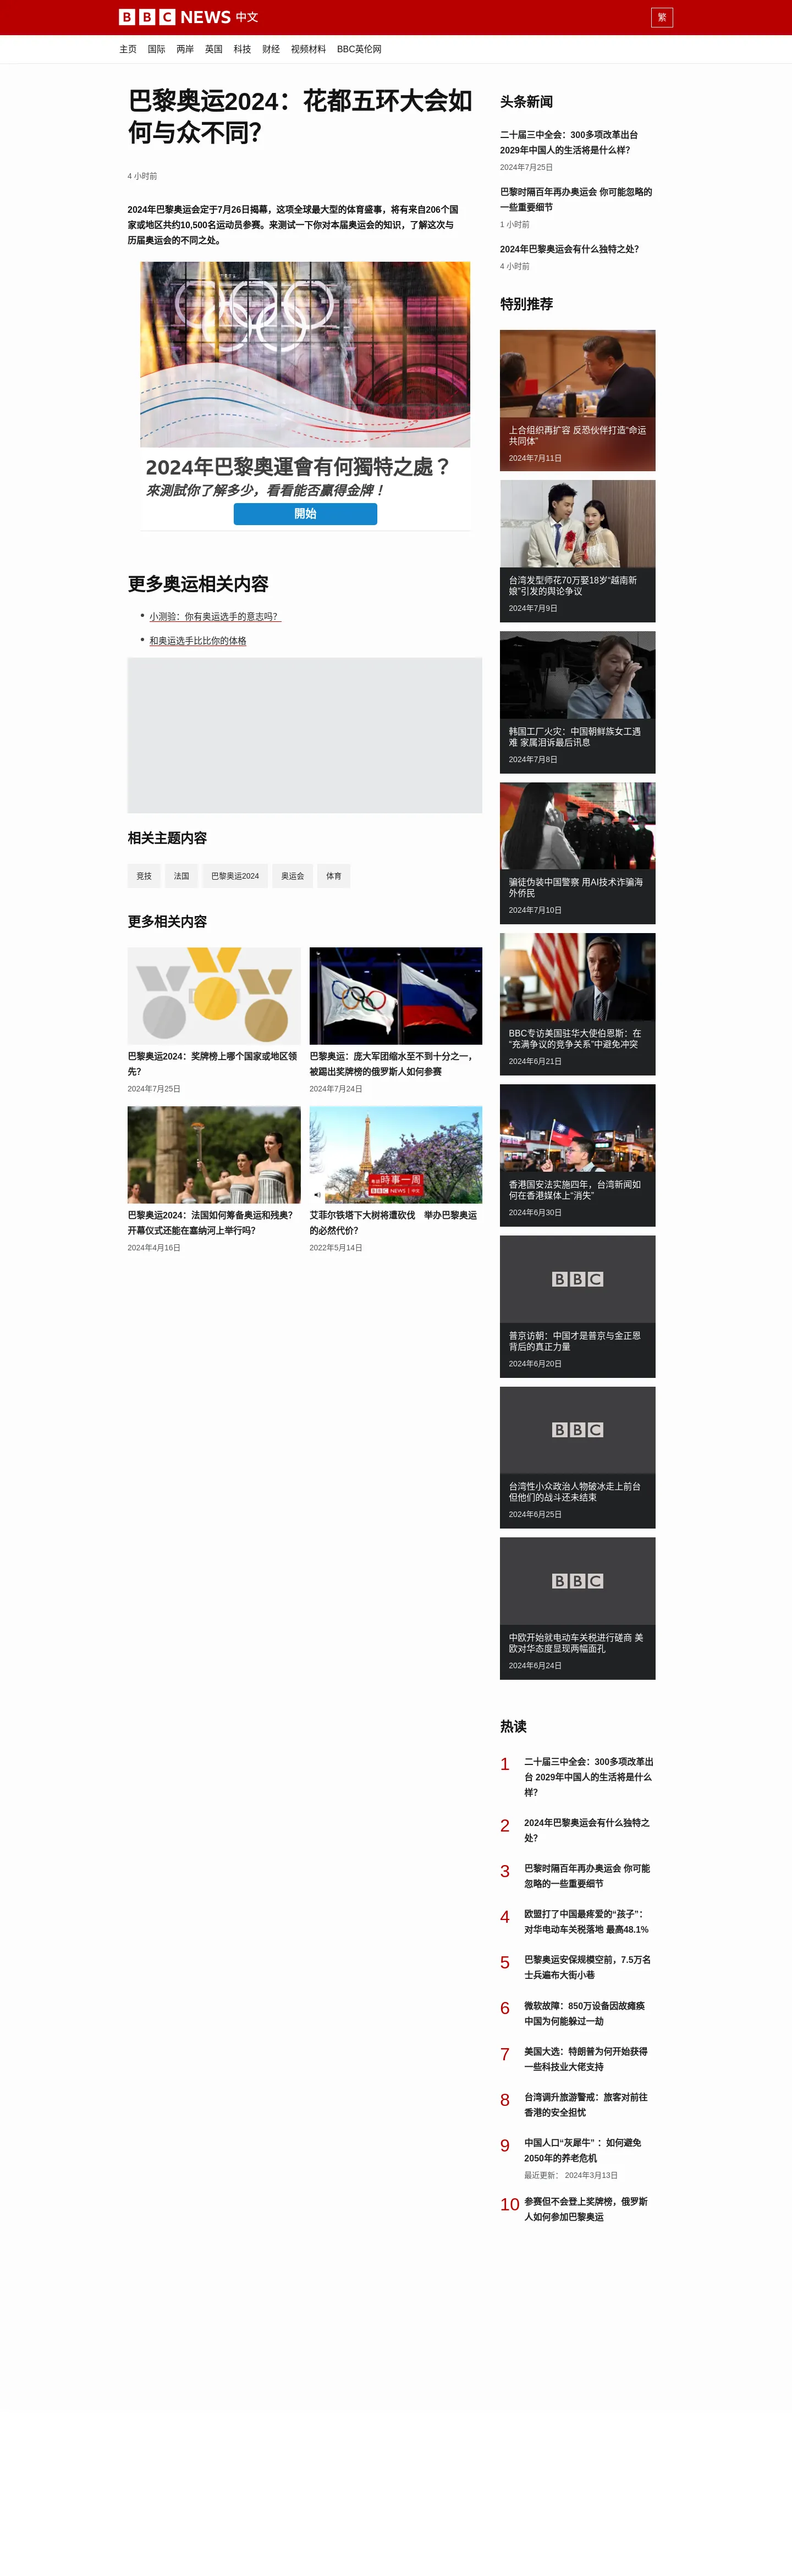 BBC NEWS 中文
繁
主页 国际 两岸 英国 科技 财经 视频材料 BBC英伦网
巴黎奥运2024：花都五环大会如
何与众不同？
4 小时前
2024年巴黎奥运会定于7月26日揭幕，这项全球最大型的体育盛事，将有来自206个国
家或地区共约10,500名运动员参赛。来测试一下你对本届奥运会的知识，了解这次与
历届奥运会的不同之处。
2024年巴黎奧運會有何獨特之處？
來測試你了解多少，看看能否贏得金牌！
開始
更多奥运相关内容
小测验：你有奥运选手的意志吗？
和奥运选手比比你的体格
相关主题内容
竞技 法国 巴黎奥运2024 奥运会 体育
更多相关内容
巴黎奥运2024：奖牌榜上哪个国家或地区领
先？
2024年7月25日
巴黎奥运：庞大军团缩水至不到十分之一，
被踢出奖牌榜的俄罗斯人如何参赛
2024年7月24日
巴黎奥运2024：法国如何筹备奥运和残奥？
开幕仪式还能在塞纳河上举行吗？
2024年4月16日
時事一周
BBC NEWS 中文
艾菲尔铁塔下大树将遭砍伐　举办巴黎奥运
的必然代价？
2022年5月14日
头条新闻
二十届三中全会：300多项改革出台
2029年中国人的生活将是什么样？
2024年7月25日
巴黎时隔百年再办奥运会 你可能忽略的
一些重要细节
1 小时前
2024年巴黎奥运会有什么独特之处？
4 小时前
特别推荐
上合组织再扩容 反恐伙伴打造“命运
共同体”
2024年7月11日
台湾发型师花70万娶18岁“越南新
娘”引发的舆论争议
2024年7月9日
韩国工厂火灾：中国朝鲜族女工遇
难 家属泪诉最后讯息
2024年7月8日
骗徒伪装中国警察 用AI技术诈骗海
外侨民
2024年7月10日
BBC专访美国驻华大使伯恩斯：在
“充满争议的竞争关系”中避免冲突
2024年6月21日
香港国安法实施四年，台湾新闻如
何在香港媒体上“消失”
2024年6月30日
BBC
普京访朝：中国才是普京与金正恩
背后的真正力量
2024年6月20日
BBC
台湾性小众政治人物破冰走上前台
但他们的战斗还未结束
2024年6月25日
BBC
中欧开始就电动车关税进行磋商 美
欧对华态度显现两幅面孔
2024年6月24日
热读
1 二十届三中全会：300多项改革出
台 2029年中国人的生活将是什么
样？
2 2024年巴黎奥运会有什么独特之
处？
3 巴黎时隔百年再办奥运会 你可能
忽略的一些重要细节
4 欧盟打了中国最疼爱的“孩子”：
对华电动车关税落地 最高48.1%
5 巴黎奥运安保规模空前，7.5万名
士兵遍布大街小巷
6 微软故障：850万设备因故瘫痪
中国为何能躲过一劫
7 美国大选：特朗普为何开始获得
一些科技业大佬支持
8 台湾调升旅游警戒：旅客对前往
香港的安全担忧
9 中国人口“灰犀牛” ：如何避免
2050年的养老危机
最近更新： 2024年3月13日
10 参赛但不会登上奖牌榜，俄罗斯
人如何参加巴黎奥运